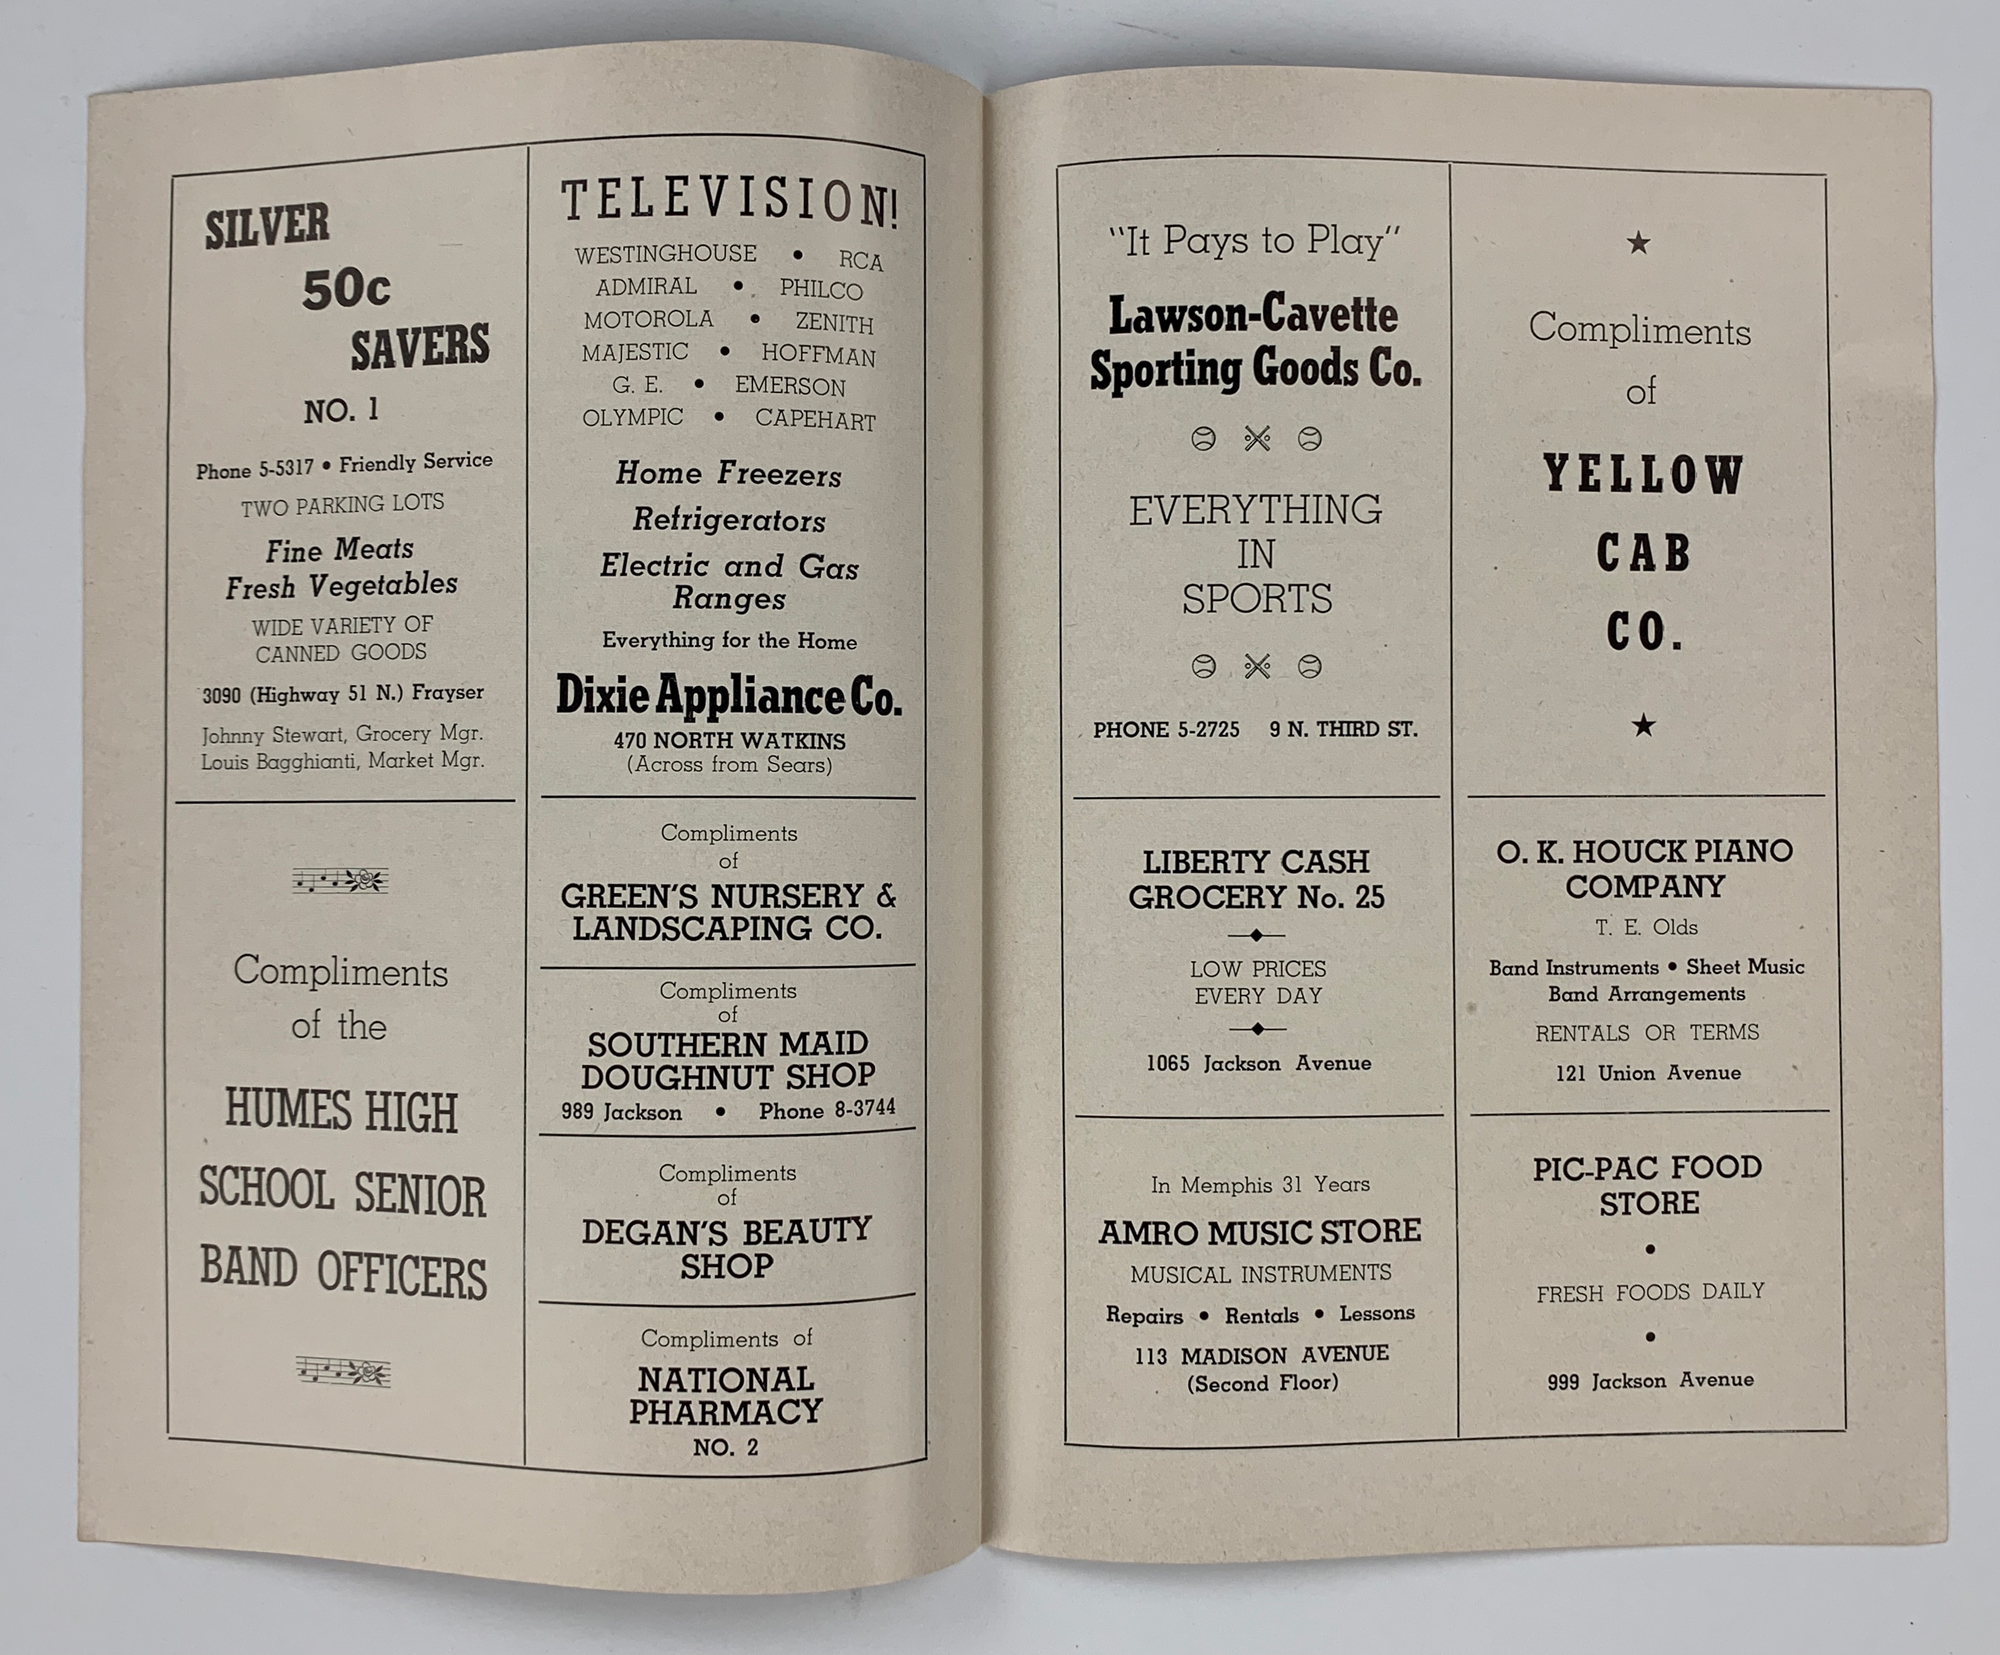 SILVER
50c
SAVERS
NO. 1
Phone 5-5317 • Friendly Service
TWO PARKING LOTS
Fine Meats
Fresh Vegetables
WIDE VARIETY OF
CANNED GOODS
3090 (Highway 51 N.) Frayser
Johnny Stewart, Grocery Mgr.
Louis Bagghianti, Market Mgr.
Compliments
of the
HUMES HIGH
SCHOOL SENIOR
BAND OFFICERS
TELEVISION!
WESTINGHOUSE • RCA
ADMIRAL • PHILCO
MOTOROLA • ZENITH
MAJESTIC • HOFFMAN
G. E. • EMERSON
OLYMPIC • CAPEHART
Home Freezers
Refrigerators
Electric and Gas
Ranges
Everything for the Home
Dixie Appliance Co.
470 NORTH WATKINS
(Across from Sears)
Compliments
of
GREEN'S NURSERY &
LANDSCAPING CO.
Compliments
of
SOUTHERN MAID
DOUGHNUT SHOP
989 Jackson • Phone 8-3744
Compliments
of
DEGAN'S BEAUTY
SHOP
Compliments of
NATIONAL
PHARMACY
NO. 2
"It Pays to Play"
Lawson-Cavette
Sporting Goods Co.
EVERYTHING
IN
SPORTS
PHONE 5-2725 9 N. THIRD ST.
LIBERTY CASH
GROCERY No. 25
LOW PRICES
EVERY DAY
1065 Jackson Avenue
In Memphis 31 Years
AMRO MUSIC STORE
MUSICAL INSTRUMENTS
Repairs • Rentals • Lessons
113 MADISON AVENUE
(Second Floor)
Compliments
of
YELLOW
CAB
CO.
O. K. HOUCK PIANO
COMPANY
T. E. Olds
Band Instruments • Sheet Music
Band Arrangements
RENTALS OR TERMS
121 Union Avenue
PIC-PAC FOOD
STORE
FRESH FOODS DAILY
999 Jackson Avenue